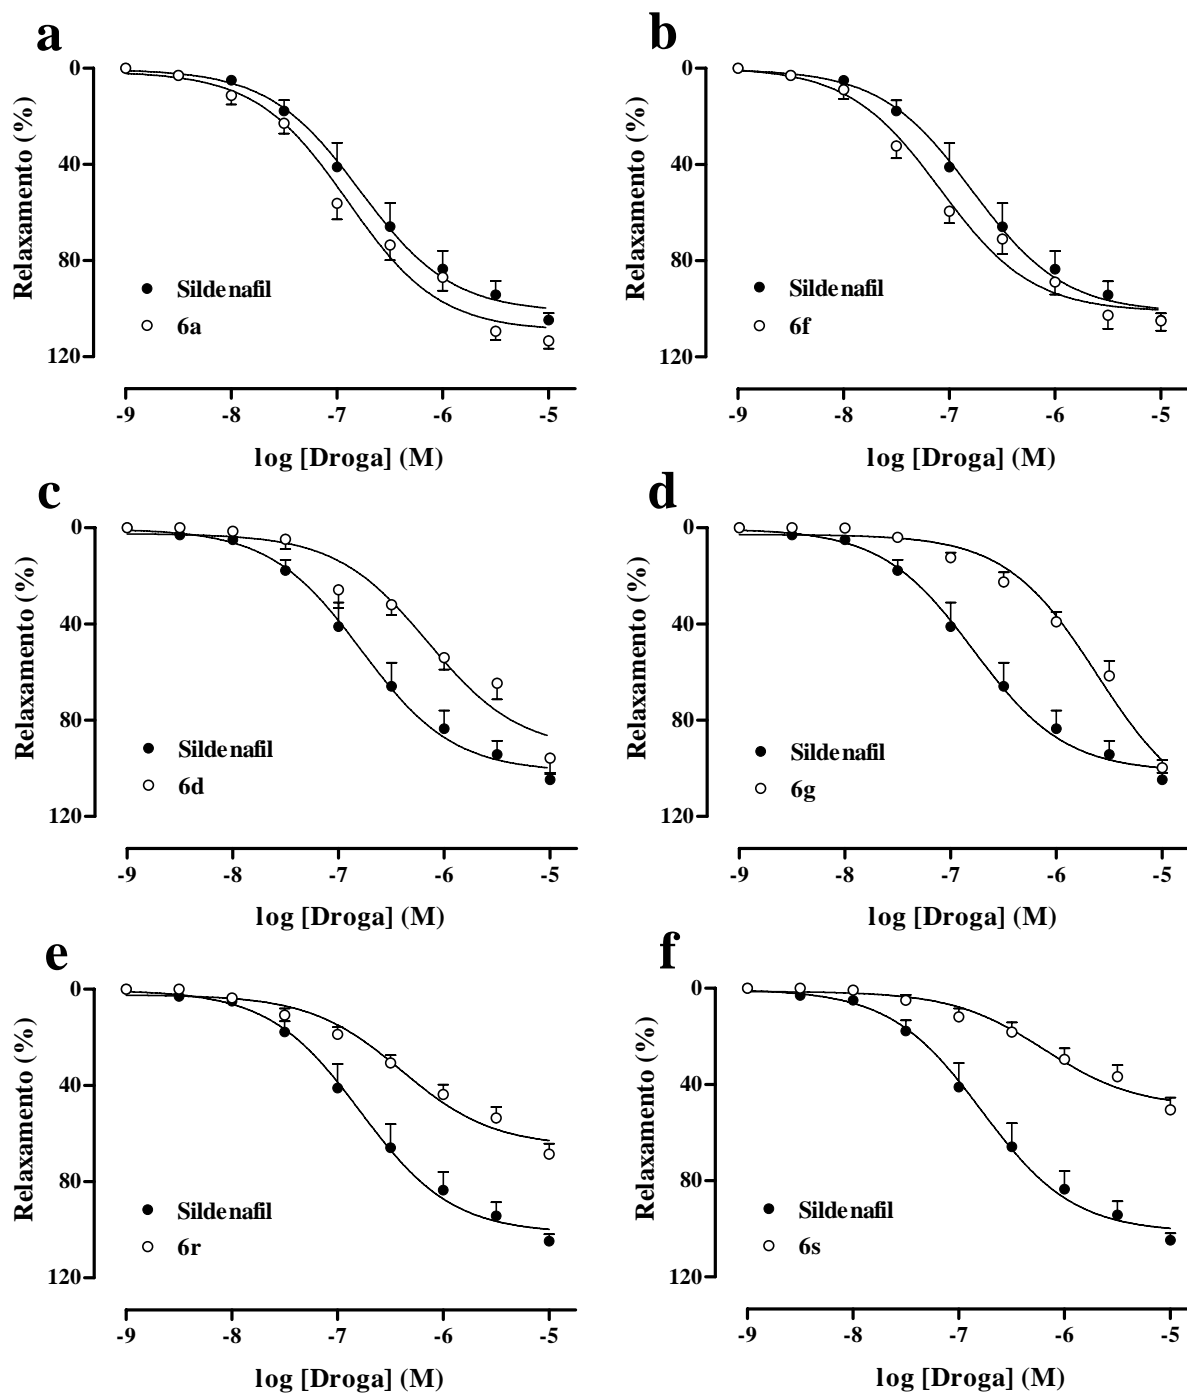 a
Relaxamento (%)
0
40
80
120
Sildenafil
6a
-9 -8 -7 -6 -5
log [Droga] (M)
b
Relaxamento (%)
0
40
80
120
Sildenafil
6f
-9 -8 -7 -6 -5
log [Droga] (M)
c
Relaxamento (%)
0
40
80
120
Sildenafil
6d
-9 -8 -7 -6 -5
log [Droga] (M)
d
Relaxamento (%)
0
40
80
120
Sildenafil
6g
-9 -8 -7 -6 -5
log [Droga] (M)
e
Relaxamento (%)
0
40
80
120
Sildenafil
6r
-9 -8 -7 -6 -5
log [Droga] (M)
f
Relaxamento (%)
0
40
80
120
Sildenafil
6s
-9 -8 -7 -6 -5
log [Droga] (M)